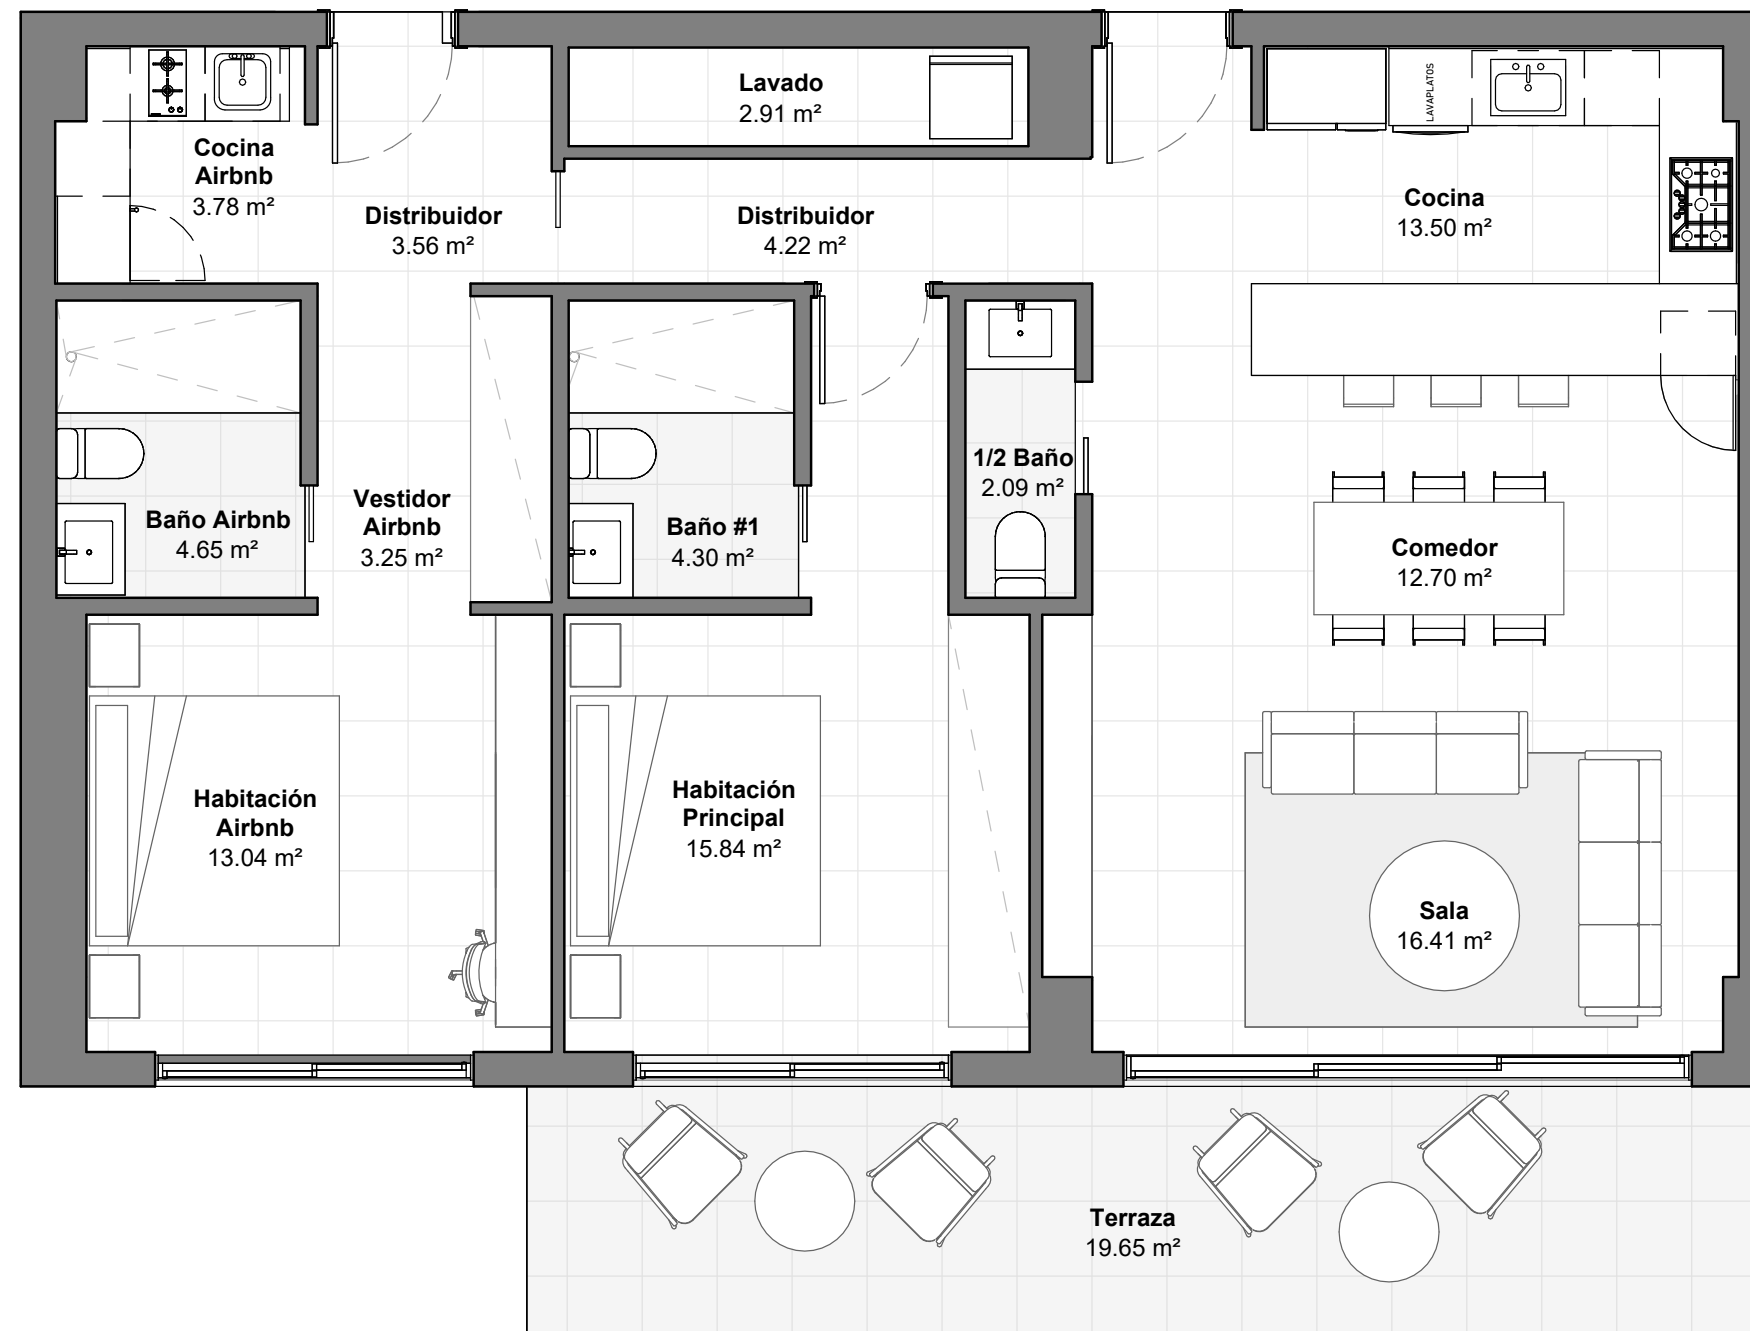 Lavado
2.91 m²
LAVAPLATOS
Cocina
Airbnb
3.78 m²
Distribuidor
3.56 m²
Distribuidor
4.22 m²
Cocina
13.50 m²
Baño Airbnb
4.65 m²
Vestidor
Airbnb
3.25 m²
Baño #1
4.30 m²
1/2 Baño
2.09 m²
Comedor
12.70 m²
Habitación
Airbnb
13.04 m²
Habitación
Principal
15.84 m²
Sala
16.41 m²
Terraza
19.65 m²